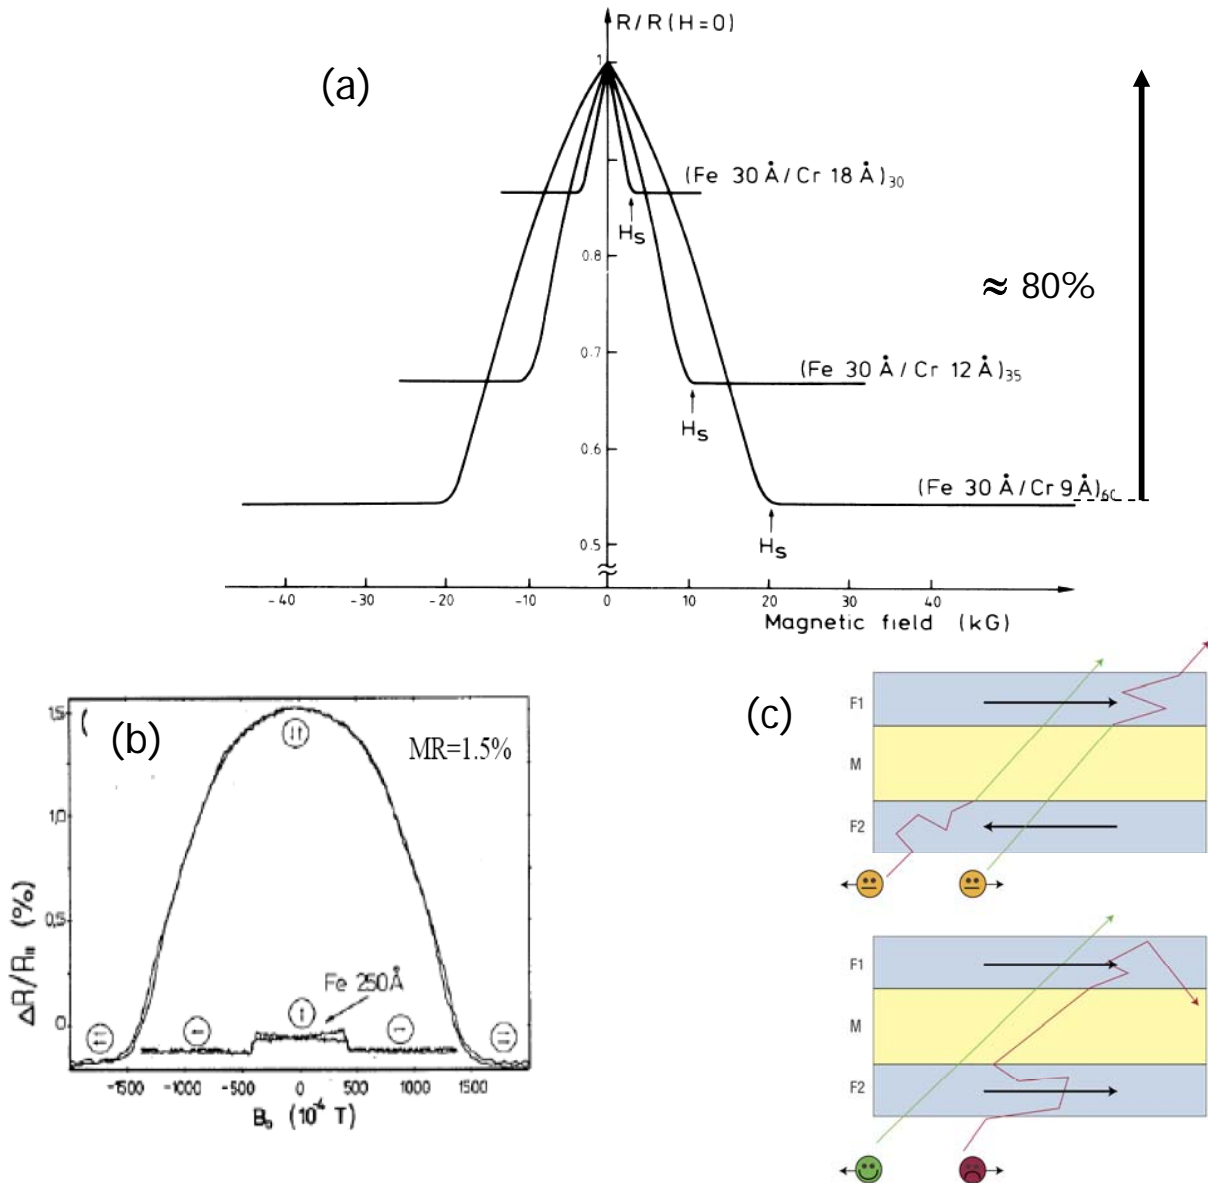 R/R(H=0)
(a)
1
(Fe 30 Å/Cr 18 Å)30
Hs
0.8
≈ 80%
0.7
(Fe 30 Å/Cr 12 Å)35
Hs
0.6
(Fe 30 Å/Cr 9 Å)60
Hs
0.5
-40 -30 -20 -10 0 10 20 30 40
Magnetic field (kG)
(b)
MR=1.5%
1,5
1,0
0,5
0
ΔR/R (%)
Fe 250Å
-1500 -1000 -500 0 500 1000 1500
B₀ (10⁻⁴ T)
(c)
F1
M
F2
F1
M
F2